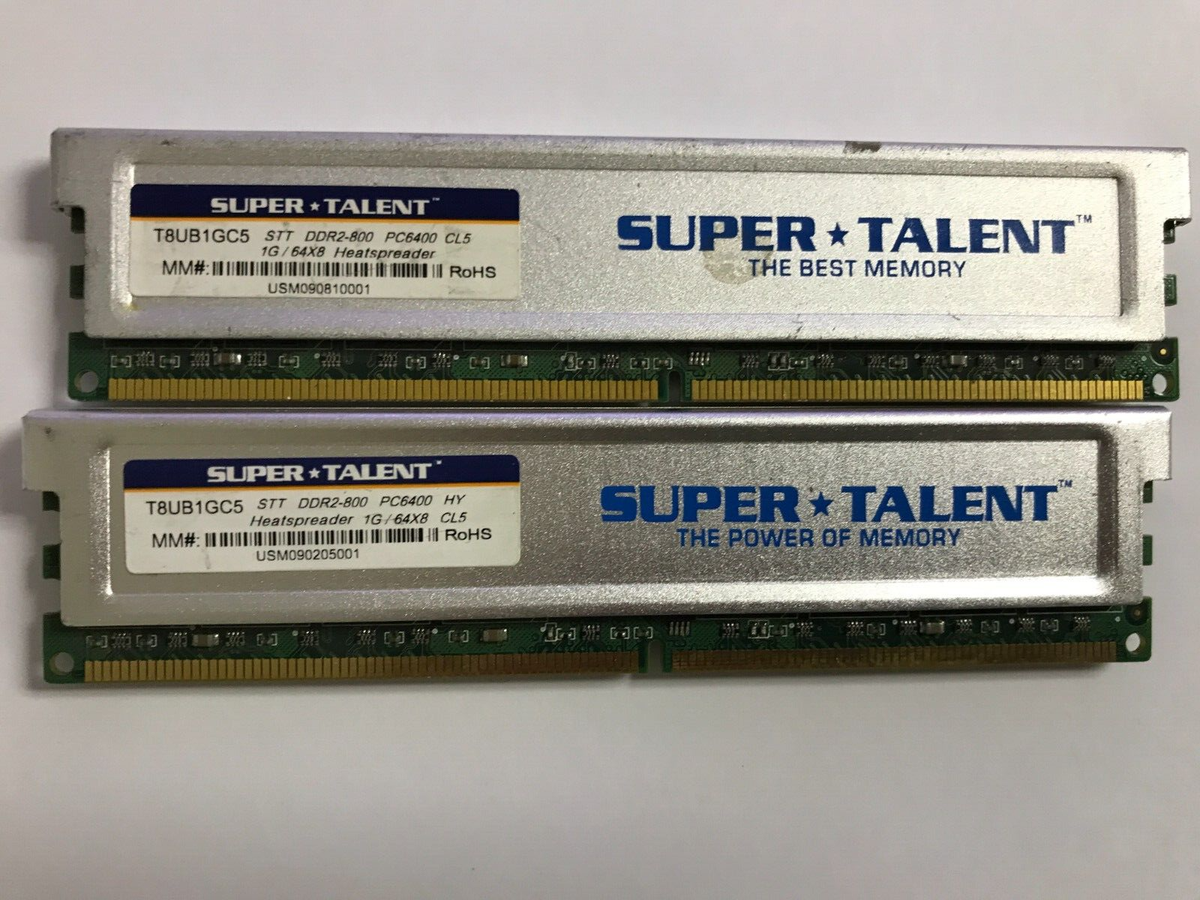 SUPER★TALENT™
T8UB1GC5 STT DDR2-800 PC6400 CL5
1G/64X8 Heatspreader
MM#: RoHS
USM090810001
SUPER★TALENT™
THE BEST MEMORY
SUPER★TALENT™
T8UB1GC5 STT DDR2-800 PC6400 HY
Heatspreader 1G/64X8 CL5
MM#: RoHS
USM090205001
SUPER★TALENT™
THE POWER OF MEMORY